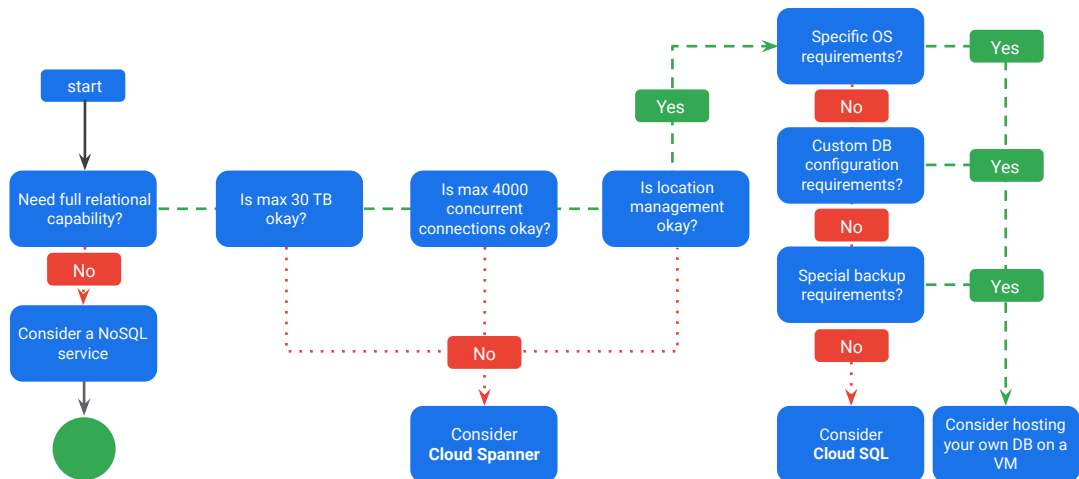 start
Need full relational
capability?
No
Consider a NoSQL
service
Is max 30 TB
okay?
Is max 4000
concurrent
connections okay?
Is location
management
okay?
No
Consider
Cloud Spanner
Yes
Specific OS
requirements?
Yes
No
Custom DB
configuration
requirements?
Yes
No
Special backup
requirements?
Yes
No
Consider
Cloud SQL
Consider hosting
your own DB on a
VM